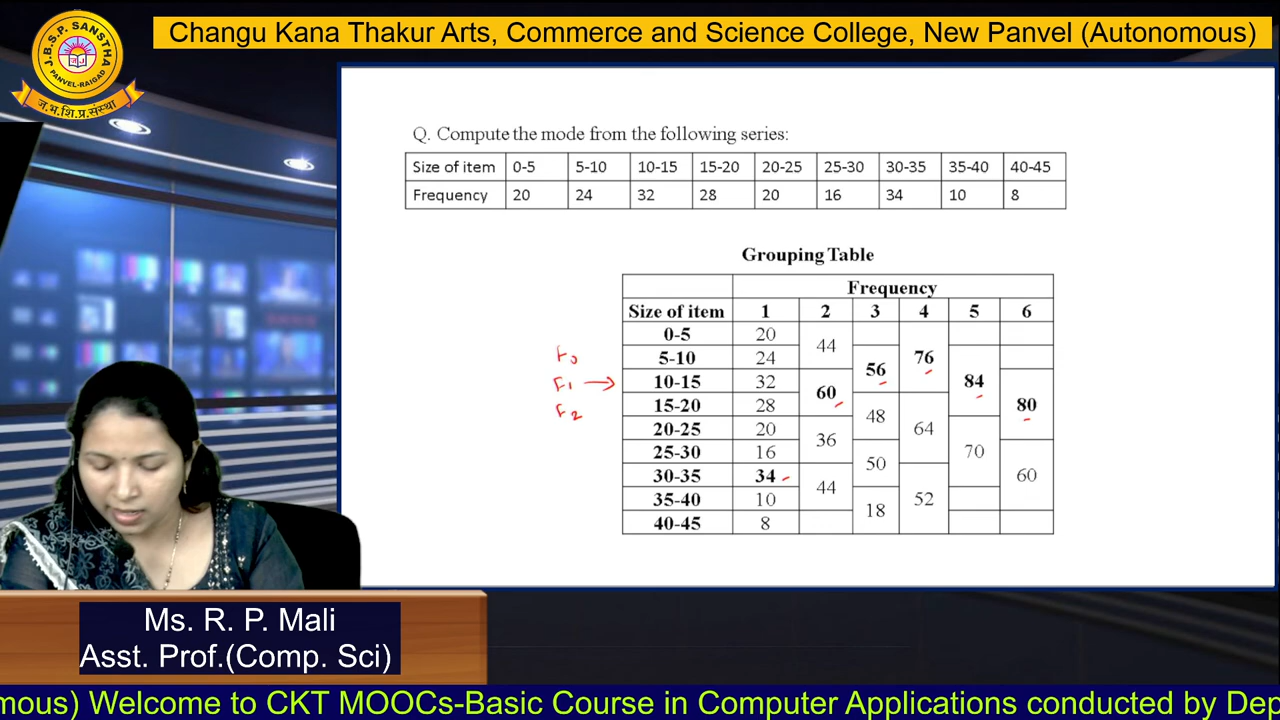 Changu Kana Thakur Arts, Commerce and Science College, New Panvel (Autonomous)
J.B.S.P. SANSTHA
PANVEL-RAIGAD
ज.भ.शि.प्र.संस्था
Q. Compute the mode from the following series:
Size of item 0-5 5-10 10-15 15-20 20-25 25-30 30-35 35-40 40-45
Frequency 20 24 32 28 20 16 34 10 8
Grouping Table
Frequency
Size of item 1 2 3 4 5 6
0-5 20
44
F0 5-10 24 76
56
F1 → 10-15 32 84
60
F2 15-20 28 80
48
20-25 20 64
36
25-30 16 70
50
30-35 34 60
44
35-40 10 52
18
40-45 8
Ms. R. P. Mali
Asst. Prof.(Comp. Sci)
mous) Welcome to CKT MOOCs-Basic Course in Computer Applications conducted by Dep